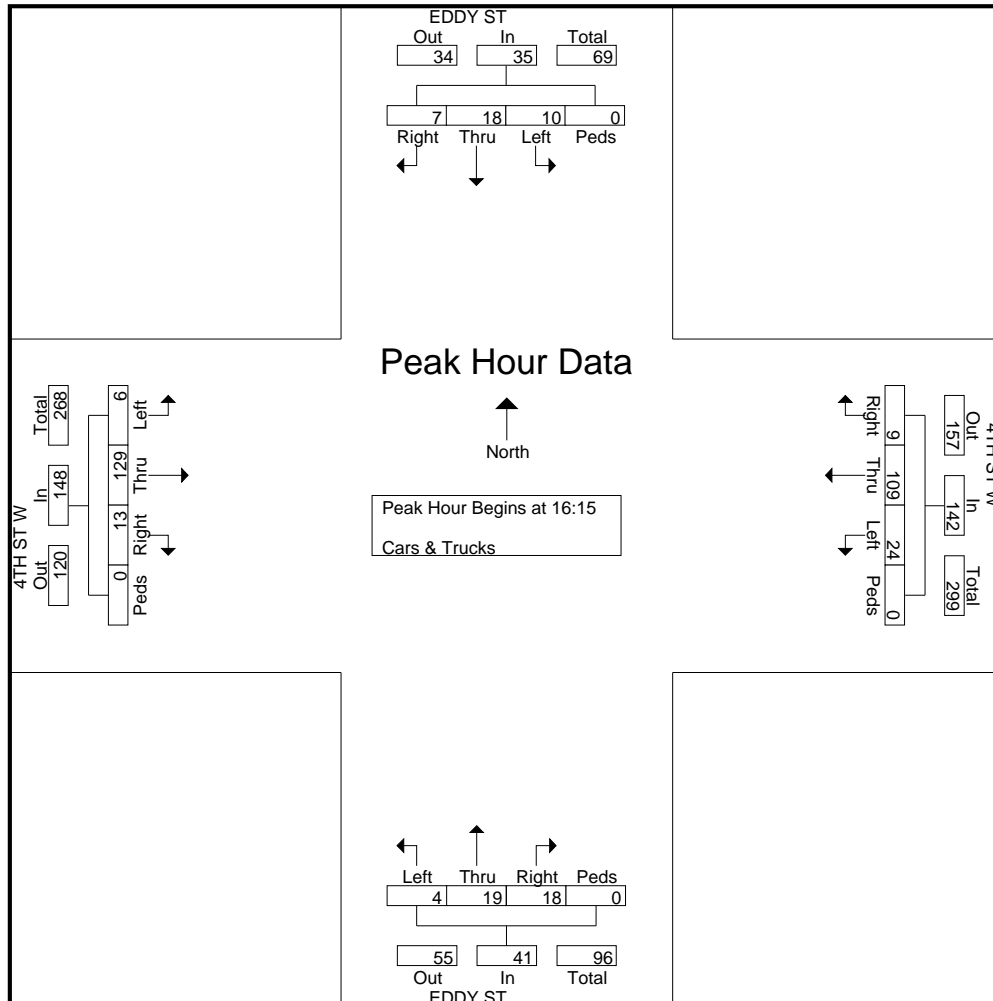 EDDY ST
Out In Total
34 35 69
7 18 10 0
Right Thru Left Peds
Peak Hour Data
North
Peak Hour Begins at 16:15
Cars & Trucks
4TH ST W
Out In Total
120 148 268
Left Thru Right Peds
6 129 13 0
4TH ST W
Out In Total
157 142 299
Right Thru Left Peds
9 109 24 0
Left Thru Right Peds
4 19 18 0
55 41 96
Out In Total
EDDY ST